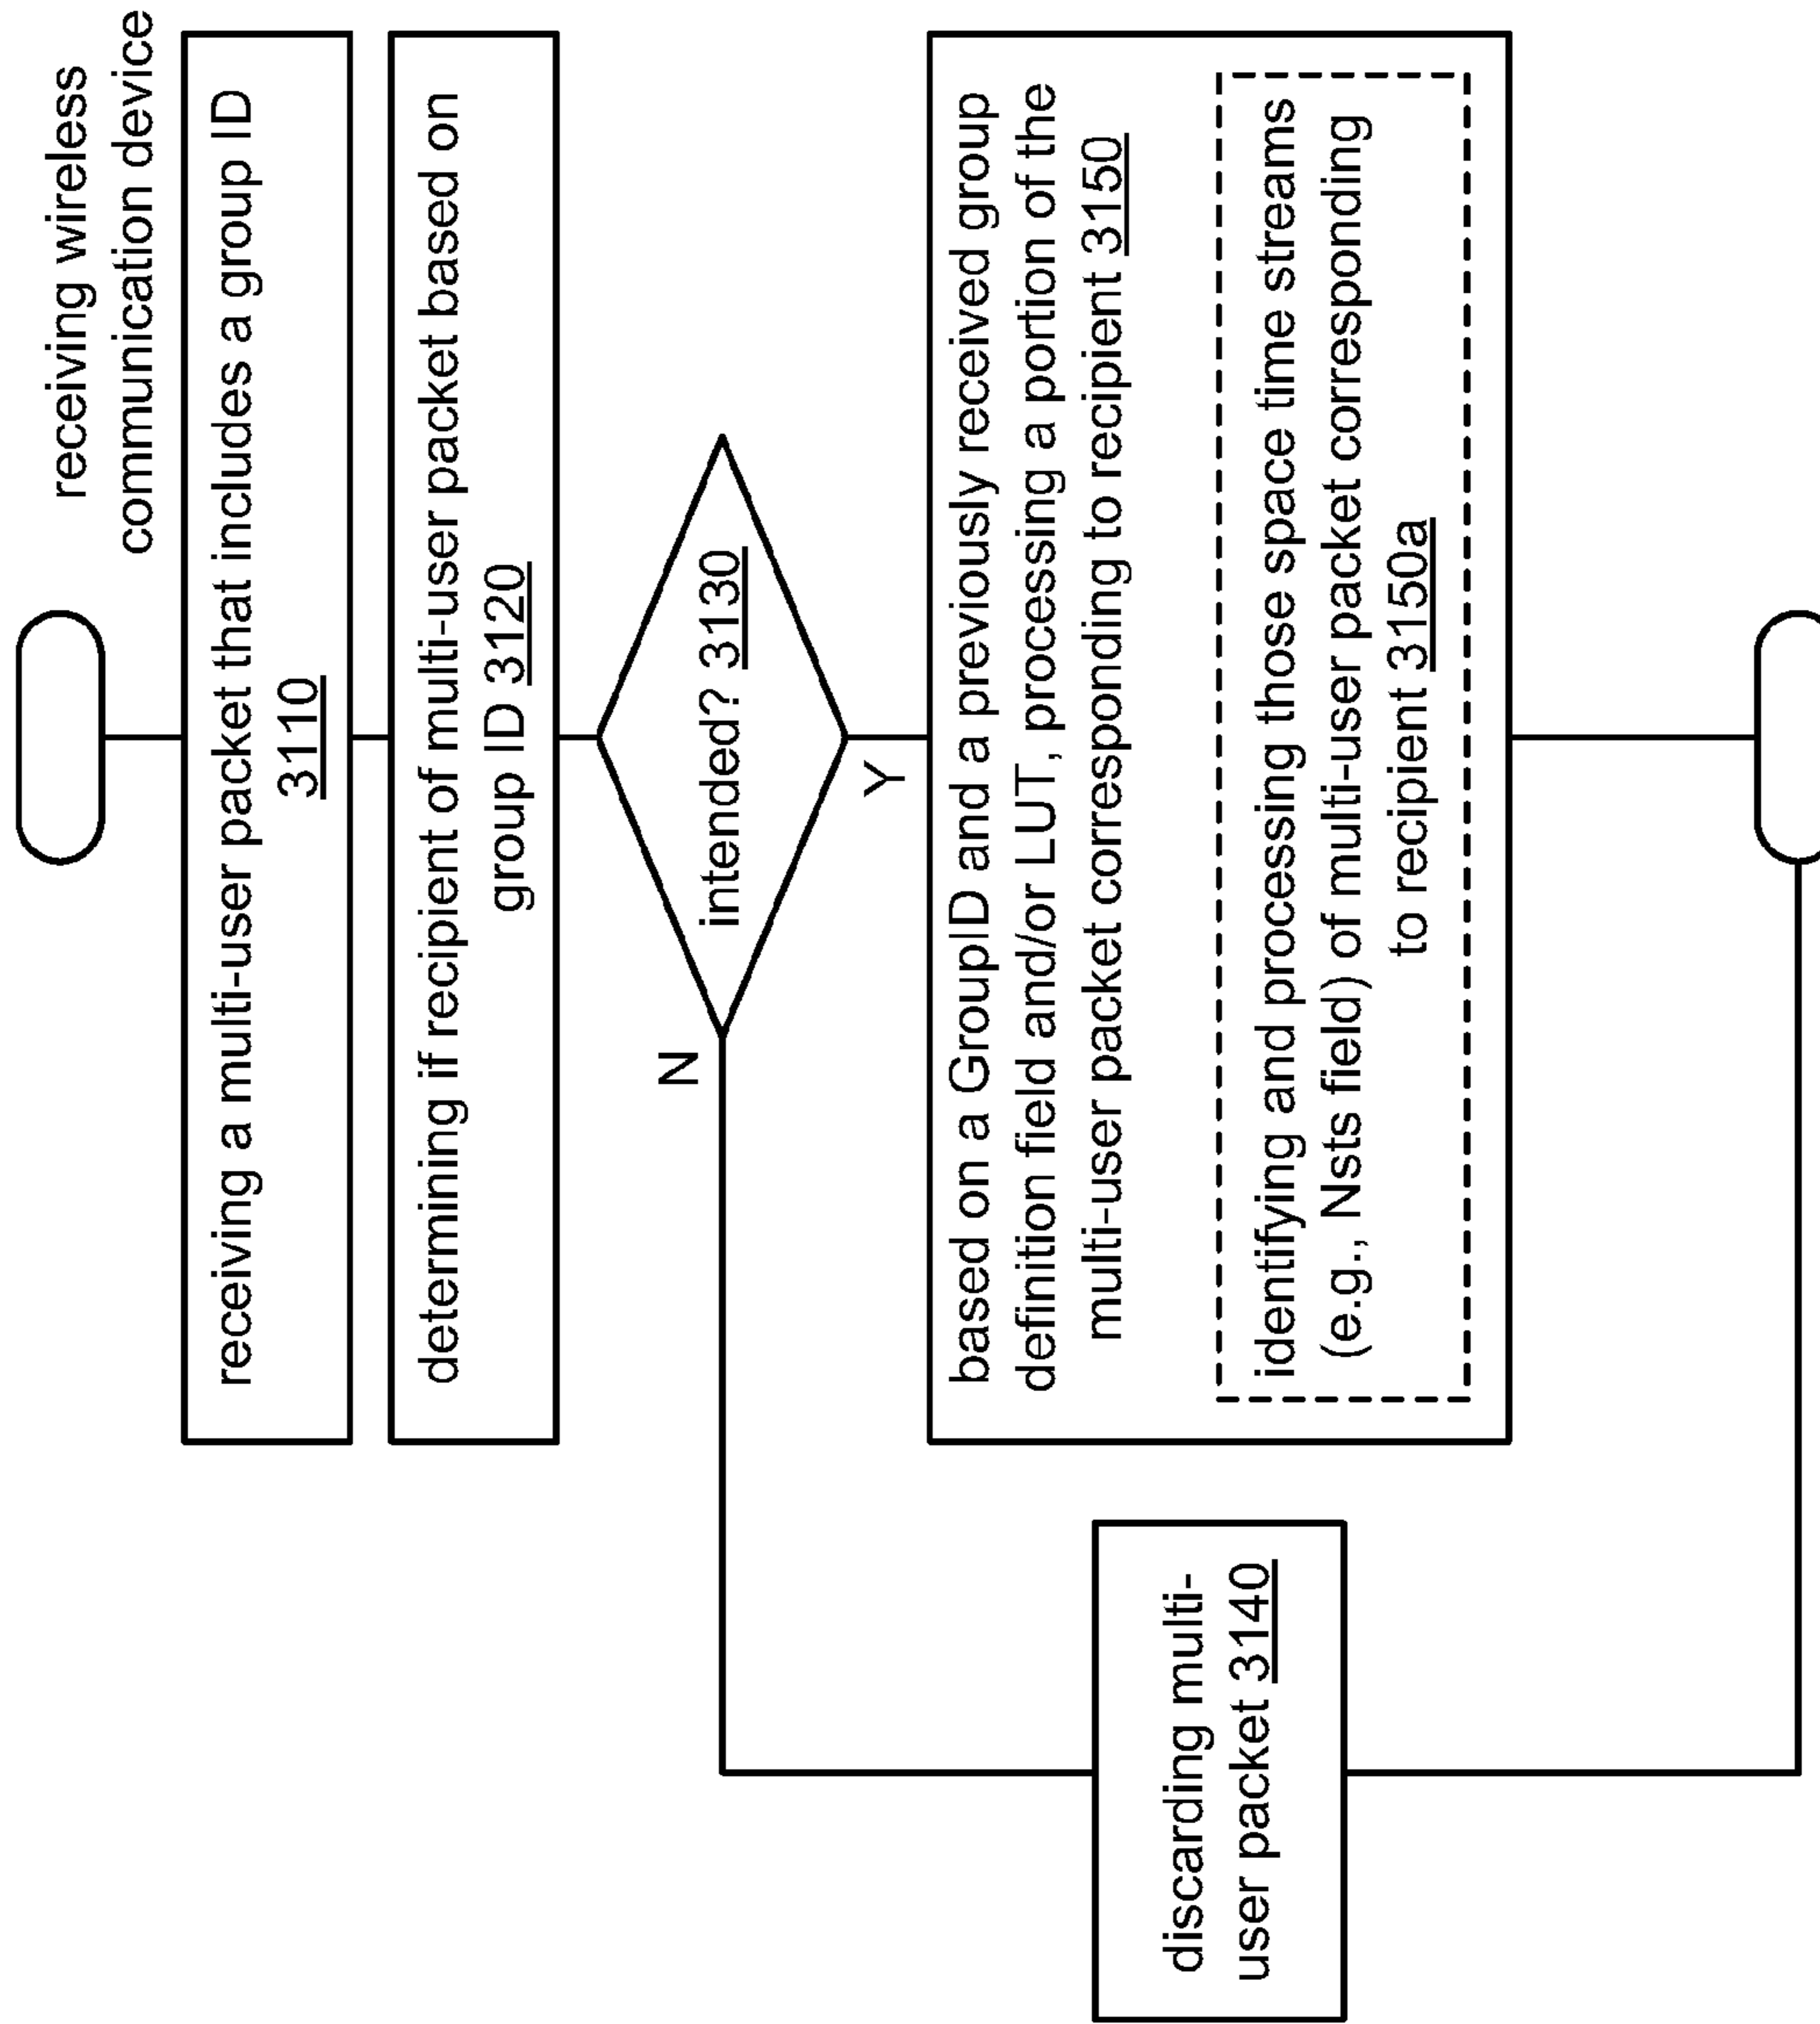 receiving wireless
communication device
receiving a multi-user packet that includes a group ID
3110
determining if recipient of multi-user packet based on
group ID 3120
intended? 3130
N
Y
discarding multi-
user packet 3140
based on a GroupID and a previously received group
definition field and/or LUT, processing a portion of the
multi-user packet corresponding to recipient 3150
identifying and processing those space time streams
(e.g., Nsts field) of multi-user packet corresponding
to recipient 3150a